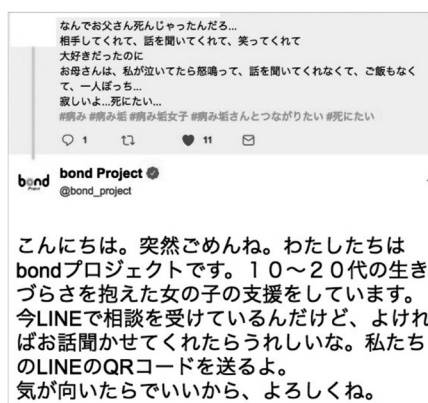 なんでお父さん死んじゃったんだろ...
相手してくれて、話を聞いてくれて、笑ってくれて
大好きだったのに
お母さんは、私が泣いてたら怒鳴って、話を聞いてくれなくて、ご飯もなく
て、一人ぼっち...
寂しいよ...死にたい...
#病み #病み垢 #病み垢女子 #病み垢さんとつながりたい #死にたい
1 11
bond Project
bond Project
@bond_project
こんにちは。突然ごめんね。わたしたちは
bondプロジェクトです。１０～２０代の生き
づらさを抱えた女の子の支援をしています。
今LINEで相談を受けているんだけど、よけれ
ばお話聞かせてくれたらうれしいな。私たち
のLINEのQRコードを送るよ。
気が向いたらでいいから、よろしくね。